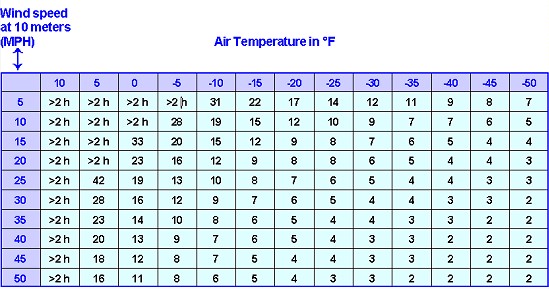 Wind speed
at 10 meters
(MPH)
Air Temperature in °F
10 5 0 -5 -10 -15 -20 -25 -30 -35 -40 -45 -50
5 >2 h >2 h >2 h >2 h 31 22 17 14 12 11 9 8 7
10 >2 h >2 h >2 h 28 19 15 12 10 9 7 7 6 5
15 >2 h >2 h 33 20 15 12 9 8 7 6 5 4 4
20 >2 h >2 h 23 16 12 9 8 8 6 5 4 4 3
25 >2 h 42 19 13 10 8 7 6 5 4 4 3 3
30 >2 h 28 16 12 9 7 6 5 4 4 3 3 2
35 >2 h 23 14 10 8 6 5 4 4 3 3 2 2
40 >2 h 20 13 9 7 6 5 4 3 3 2 2 2
45 >2 h 18 12 8 7 5 4 4 3 3 2 2 2
50 >2 h 16 11 8 6 5 4 3 3 2 2 2 2